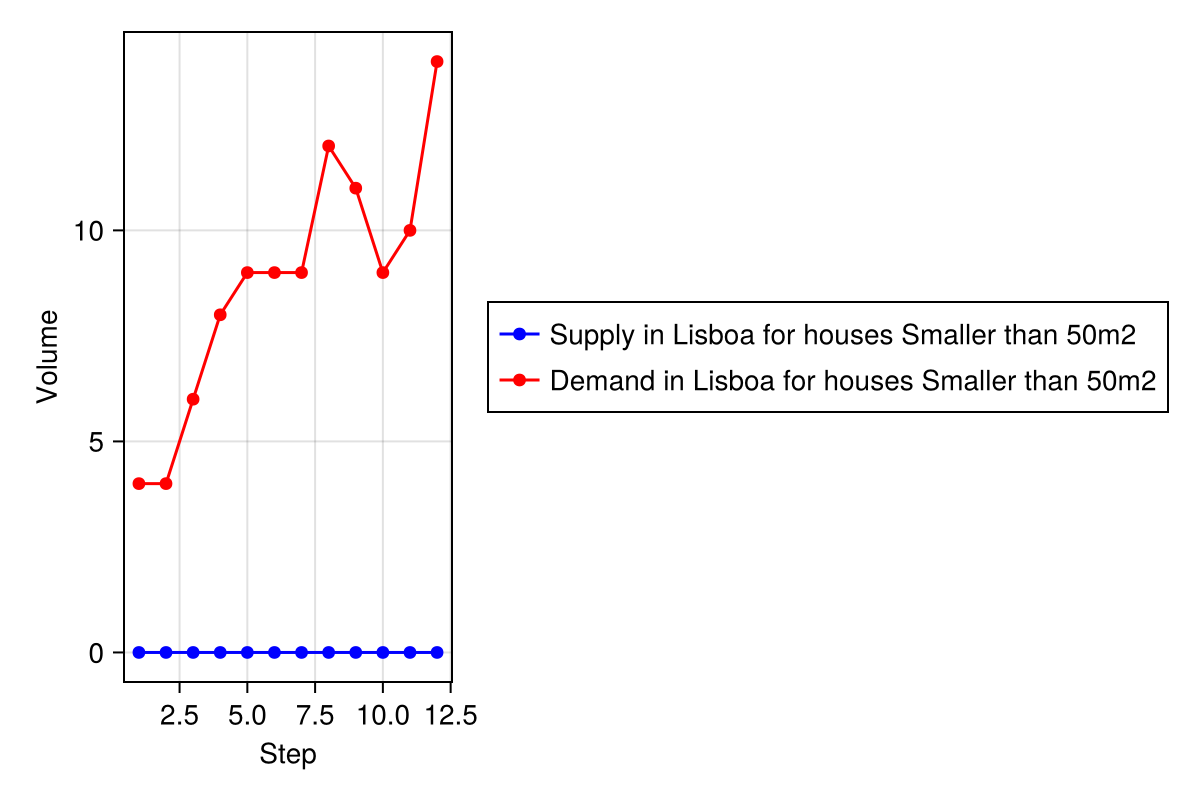 Volume
10
5
0
2.5 5.0 7.5 10.0 12.5
Step
Supply in Lisboa for houses Smaller than 50m2
Demand in Lisboa for houses Smaller than 50m2